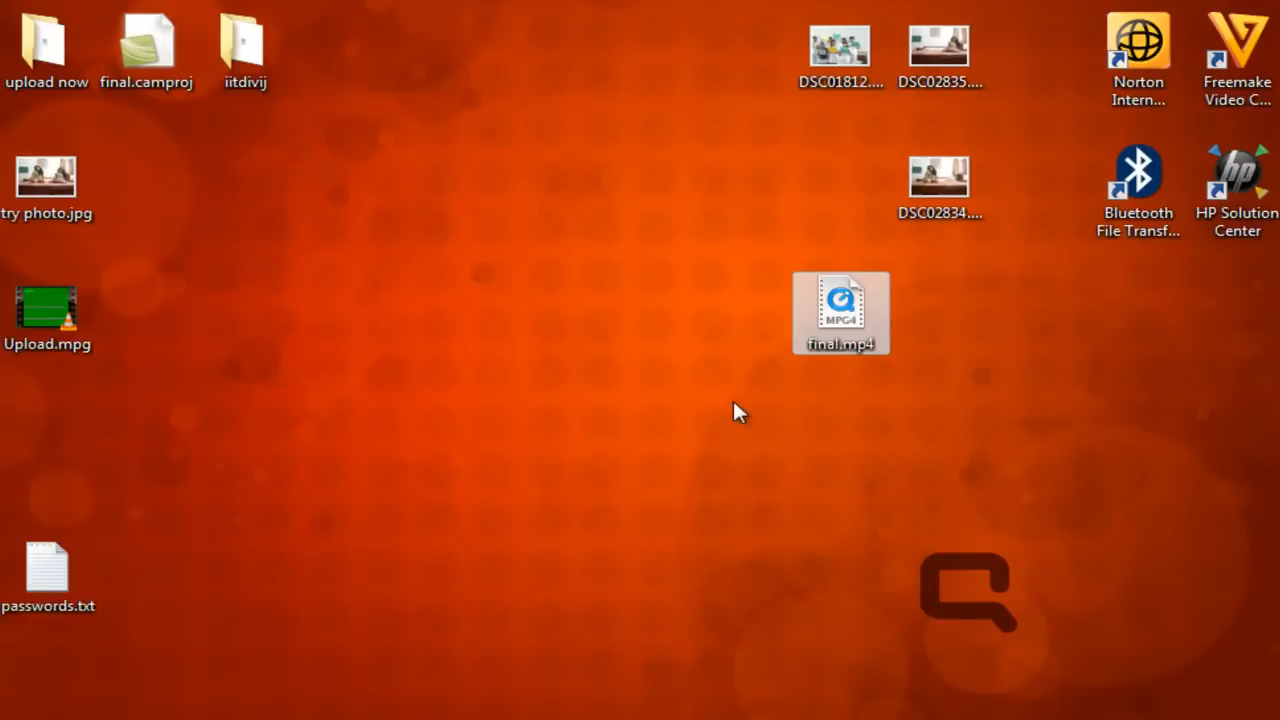 upload now
final.camproj
iitdivij
DSC01812....
DSC02835....
Norton
Intern...
Freemake
Video C...
try photo.jpg
DSC02834....
Bluetooth
File Transf...
hp
HP Solution
Center
MPG4
final.mp4
Upload.mpg
passwords.txt